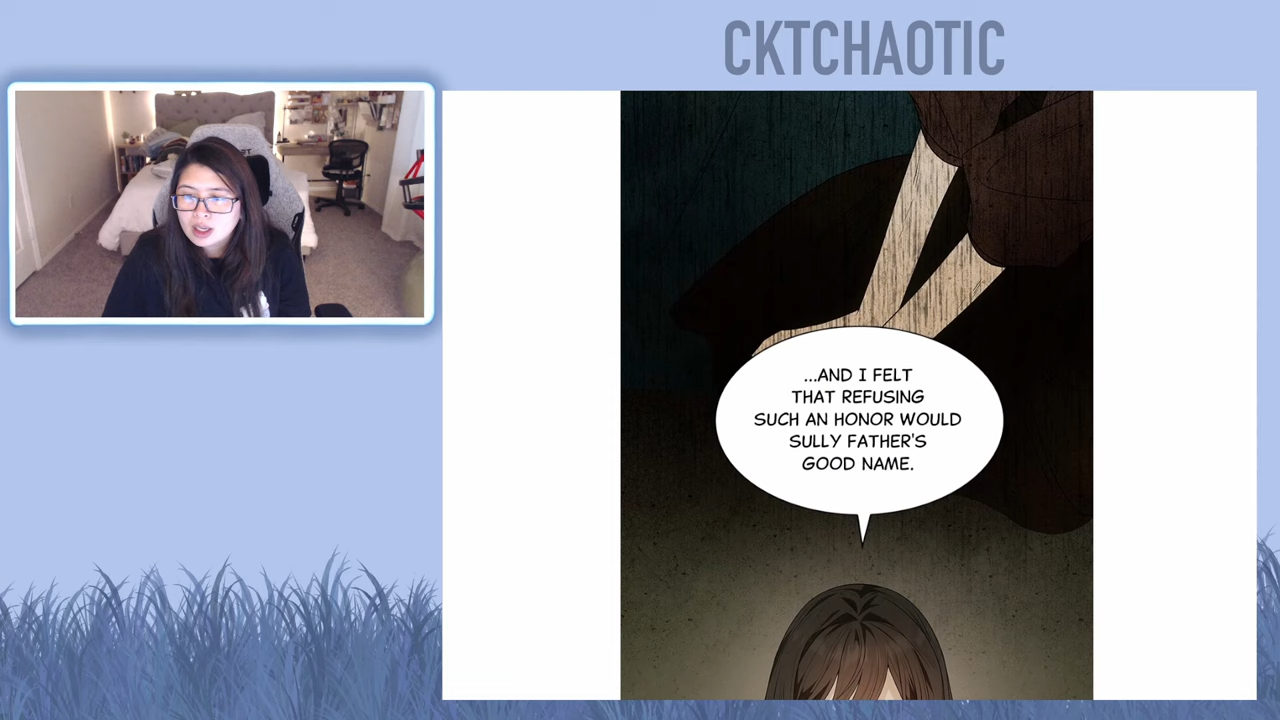 CKTCHAOTIC
...AND I FELT
THAT REFUSING
SUCH AN HONOR WOULD
SULLY FATHER'S
GOOD NAME.